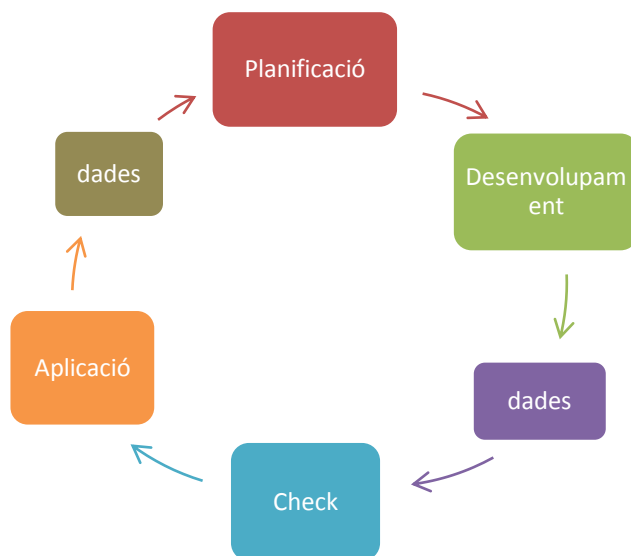 Planificació
Desenvolupam
ent
dades
Check
Aplicació
dades